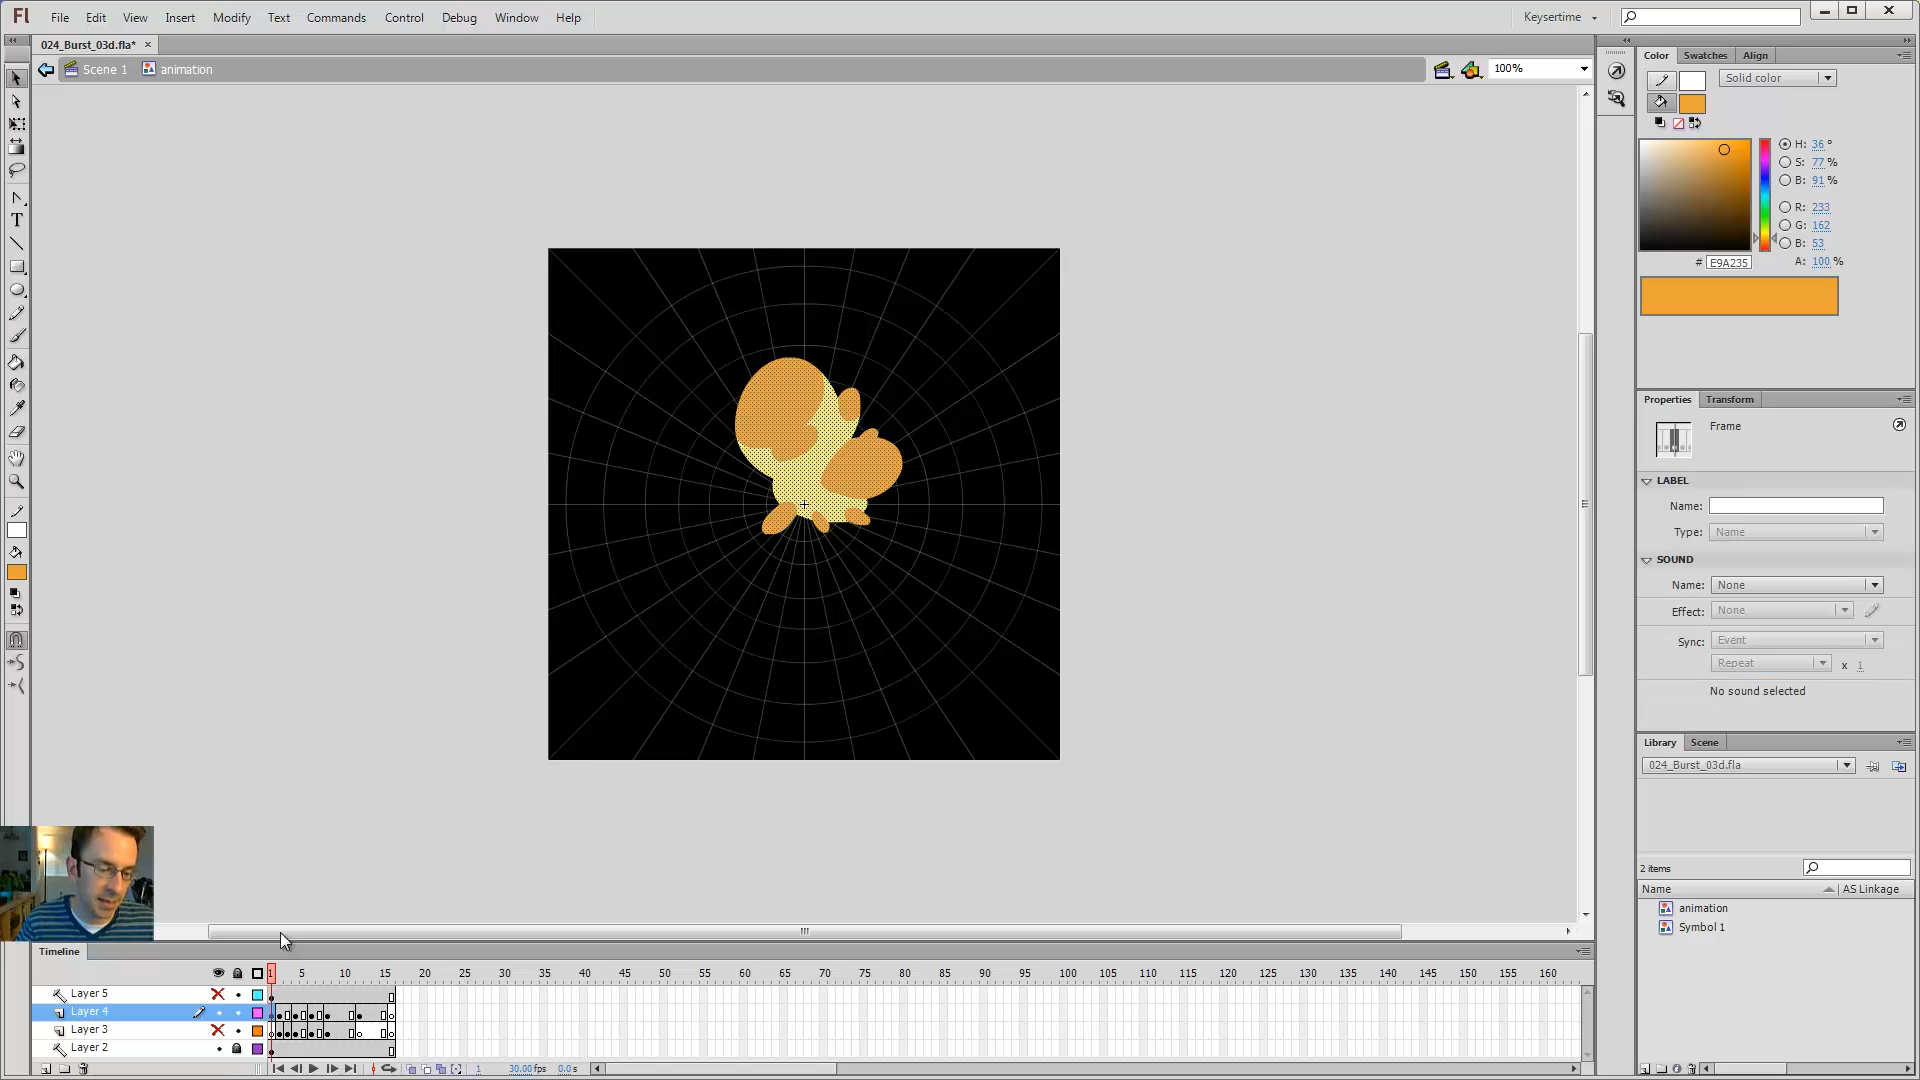 Fl File Edit View Insert Modify Text Commands Control Debug Window Help Keysertime
024_Burst_03d.fla* ×
Scene 1 animation 100%
Color Swatches Align
Solid color
H: 36 °
S: 77 %
B: 91 %
R: 233
G: 162
B: 53
# E9A235 A: 100 %
Properties Transform
Frame
LABEL
Name:
Type: Name
SOUND
Name: None
Effect: None
Sync: Event
Repeat x 1
No sound selected
Library Scene
024_Burst_03d.fla
2 items
Name AS Linkage
animation
Symbol 1
Timeline
1 5 10 15 20 25 30 35 40 45 50 55 60 65 70 75 80 85 90 95 100 105 110 115 120 125 130 135 140 145 150 155 160
Layer 5
Layer 4
Layer 3
Layer 2
1 30.00 fps 0.0 s